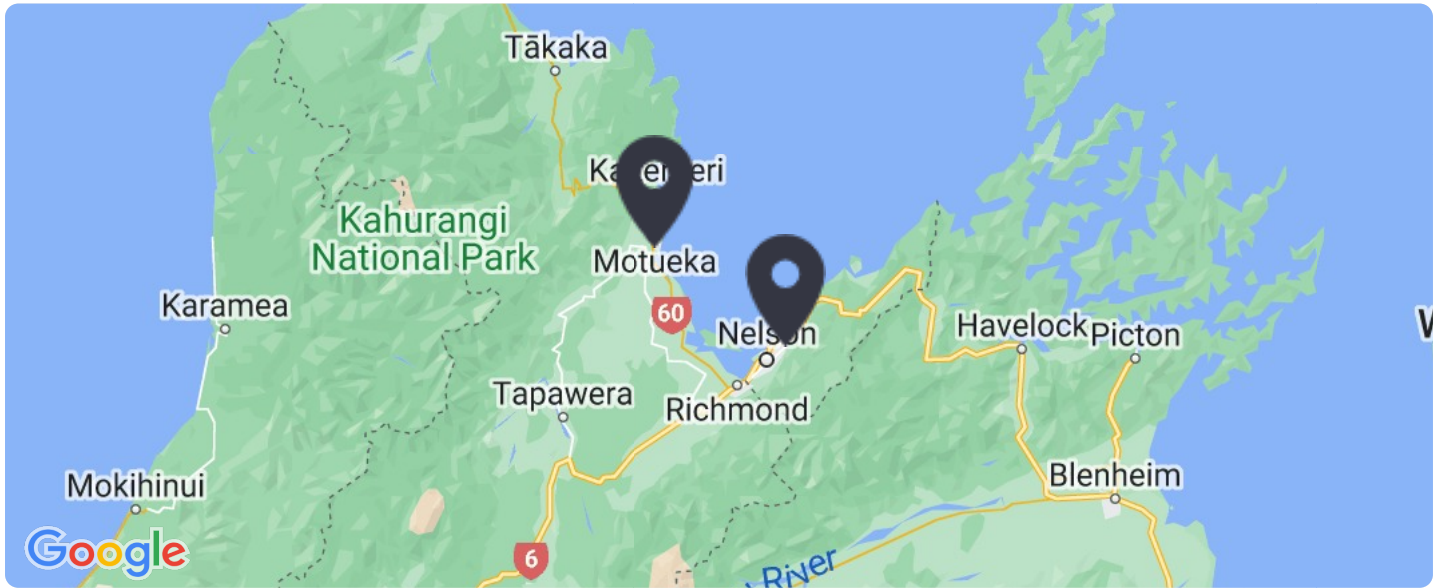 Tākaka
Kahurangi
National Park
Motueka
60
Karamea
Nelson
Havelock
Picton
Tapawera
Richmond
Mokihinui
Blenheim
6
River
Google